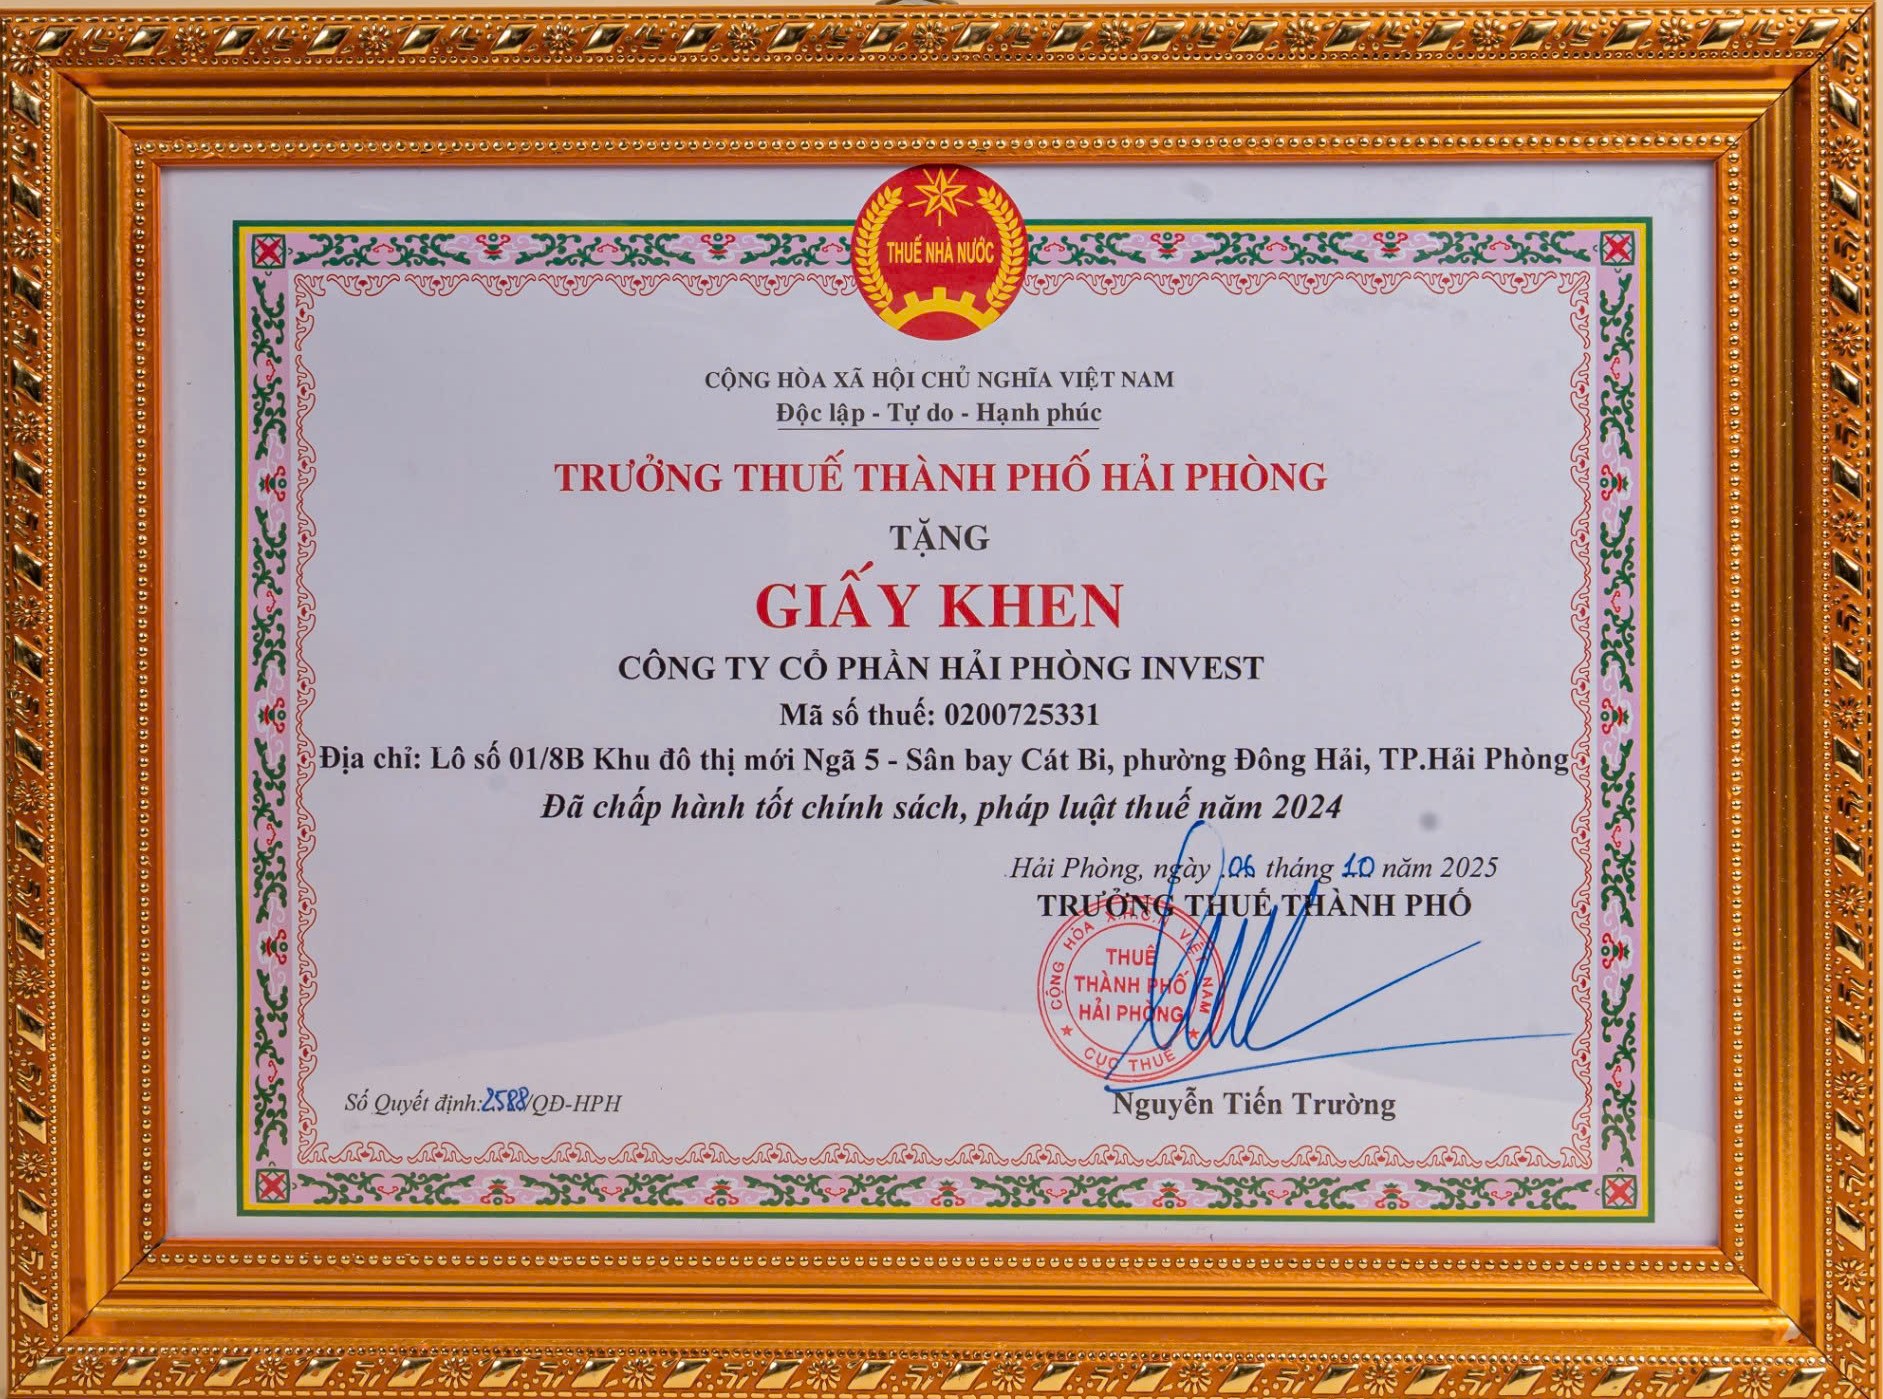 THUẾ NHÀ NƯỚC
CỘNG HÒA XÃ HỘI CHỦ NGHĨA VIỆT NAM
Độc lập - Tự do - Hạnh phúc
TRƯỞNG THUẾ THÀNH PHỐ HẢI PHÒNG
TẶNG
GIẤY KHEN
CÔNG TY CỔ PHẦN HẢI PHÒNG INVEST
Mã số thuế: 0200725331
Địa chỉ: Lô số 01/8B Khu đô thị mới Ngã 5 - Sân bay Cát Bi, phường Đông Hải, TP.Hải Phòng
Đã chấp hành tốt chính sách, pháp luật thuế năm 2024
Hải Phòng, ngày 06 tháng 10 năm 2025
TRƯỞNG THUẾ THÀNH PHỐ
CỘNG HÒA X.H.C.N VIỆT NAM
THUẾ
THÀNH PHỐ
HẢI PHÒNG
CỤC THUẾ
Số Quyết định:2588/QĐ-HPH
Nguyễn Tiến Trường